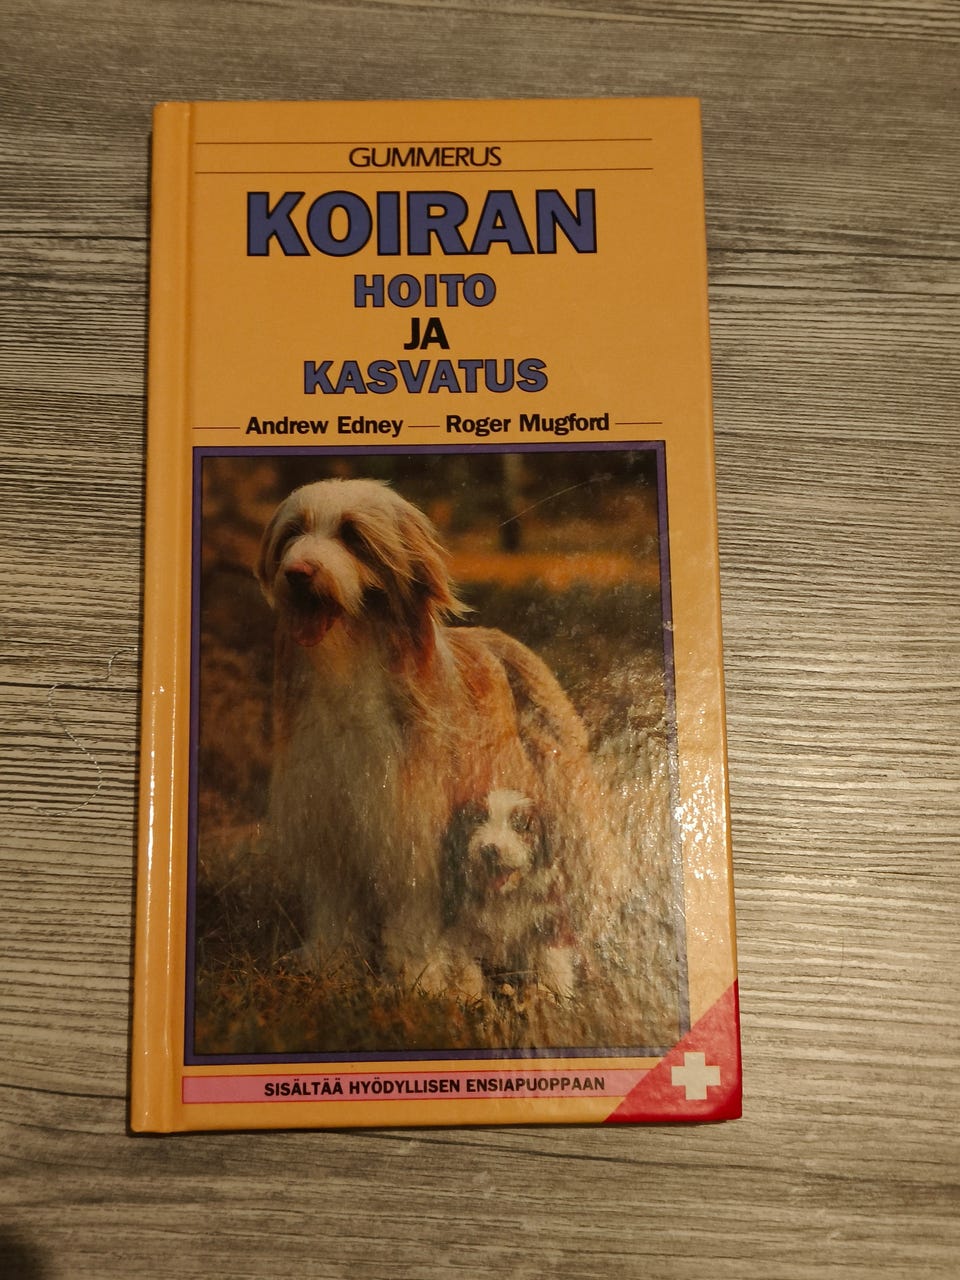 GUMMERUS
KOIRAN
HOITO
JA
KASVATUS
Andrew Edney — Roger Mugford
SISÄLTÄÄ HYÖDYLLISEN ENSIAPUOPPAAN